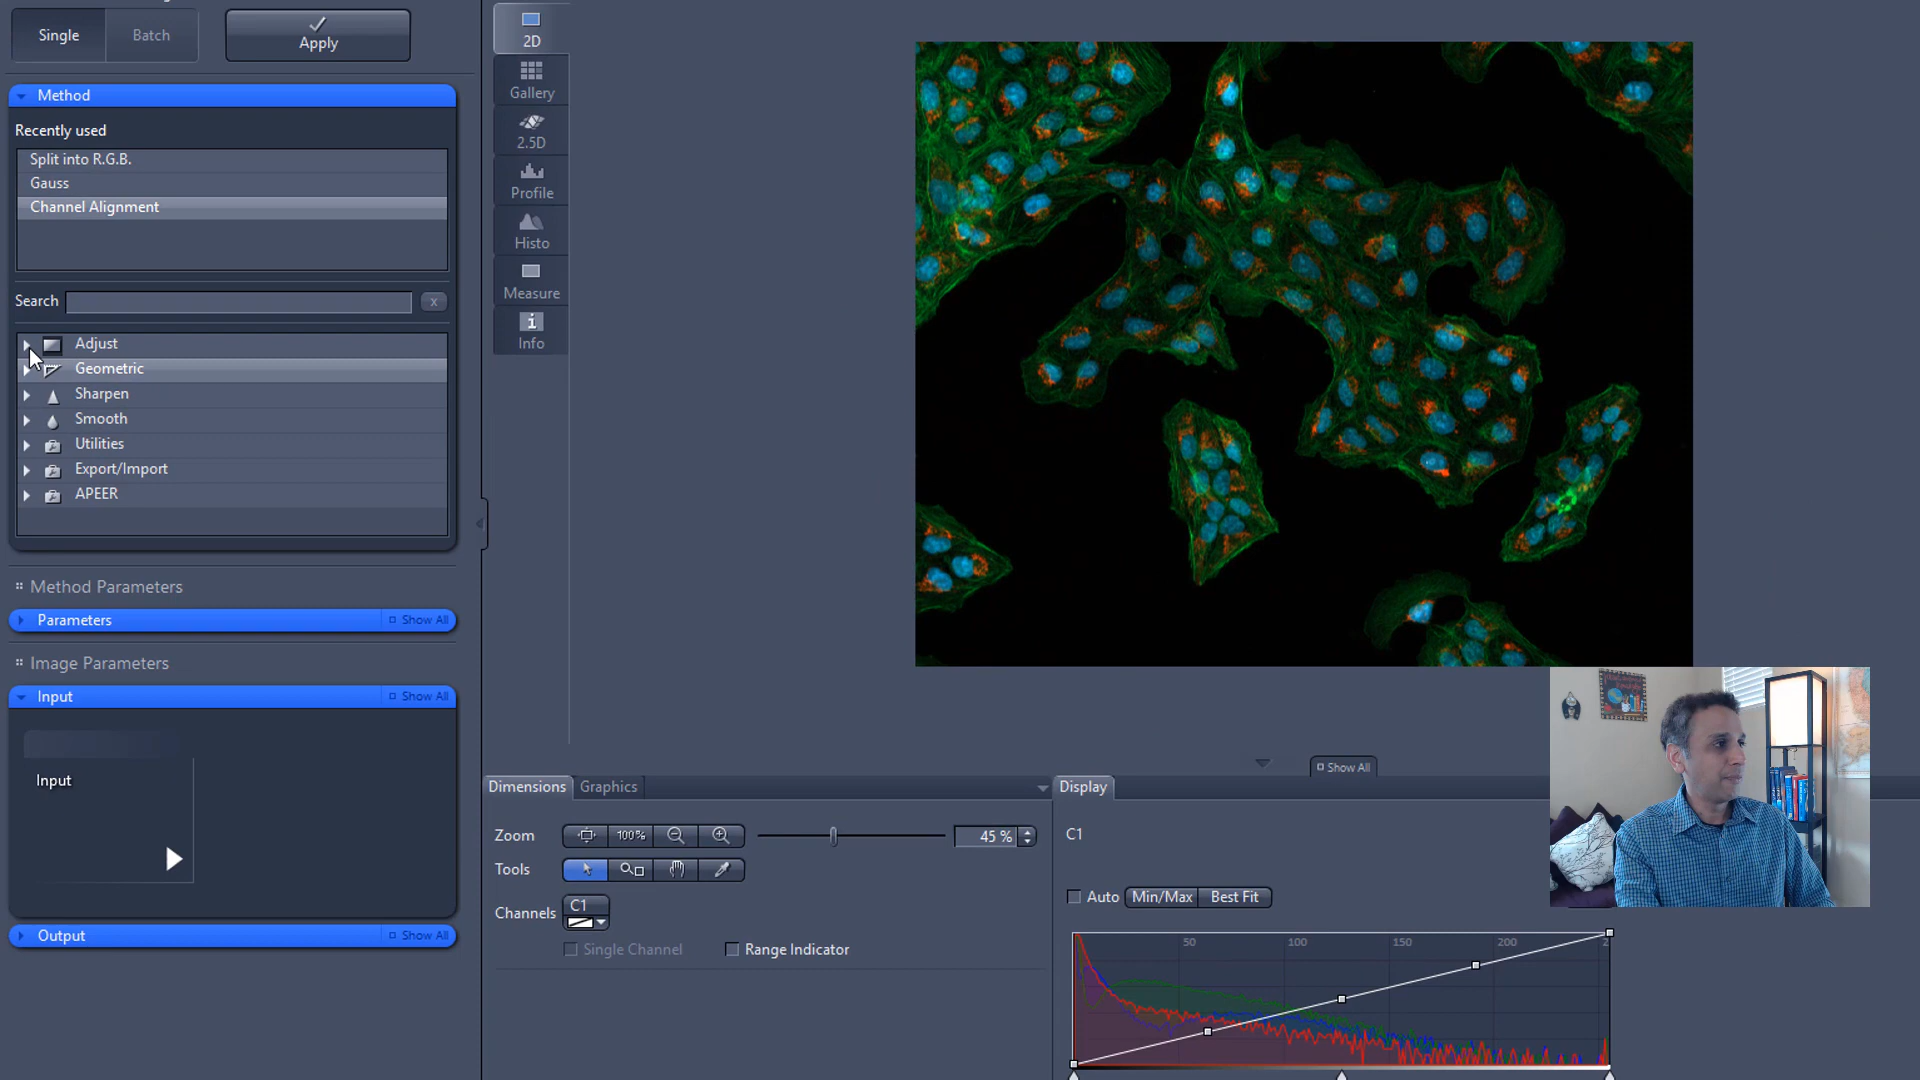 Single
Batch
Apply
Method
Recently used
Split into R.G.B.
Gauss
Channel Alignment
Search
x
Adjust
Geometric
Sharpen
Smooth
Utilities
Export/Import
APEER
Method Parameters
Parameters
Show All
Image Parameters
Input
Show All
Input
Output
Show All
2D
Gallery
2.5D
Profile
Histo
Measure
i
Info
Show All
Dimensions
Graphics
Display
Zoom
100%
45 %
Tools
Channels
C1
Single Channel
Range Indicator
C1
Auto
Min/Max
Best Fit
50
100
150
200